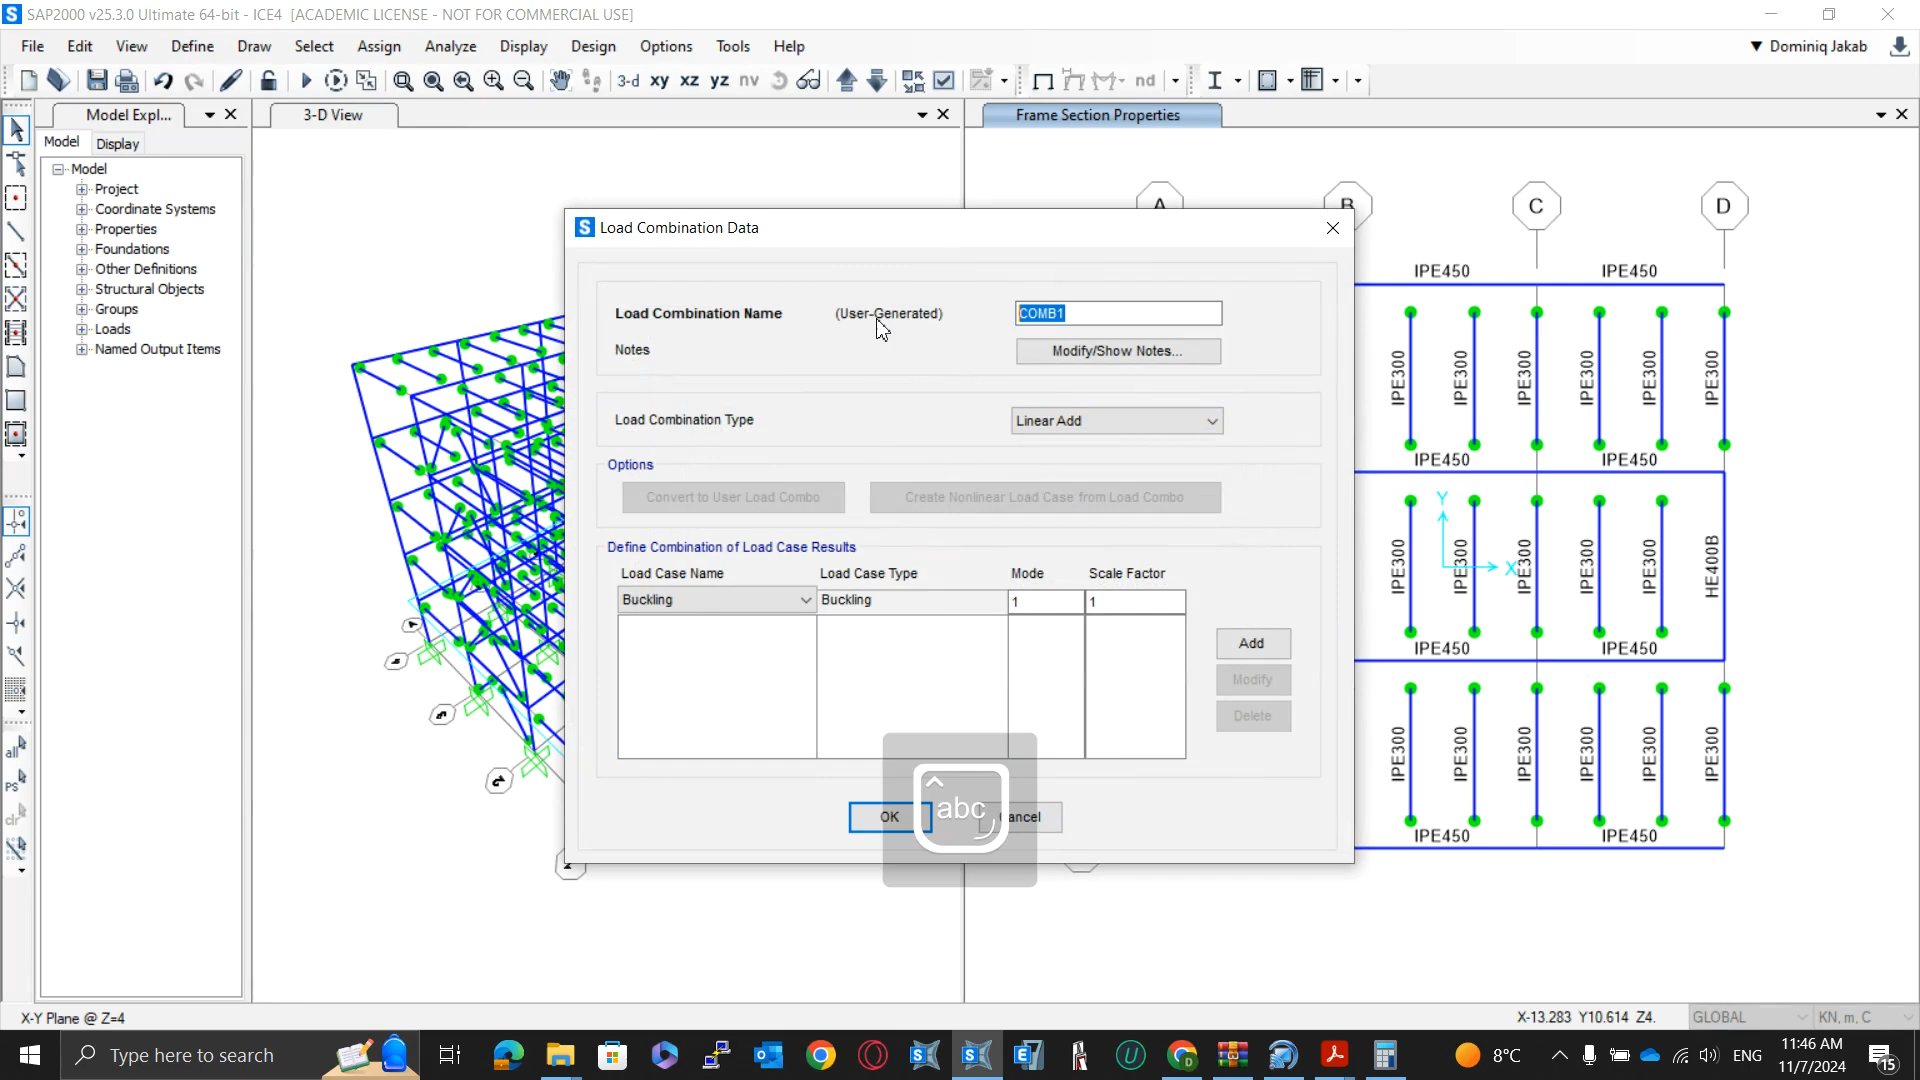 SAP2000 v25.3.0 Ultimate 64-bit - ICE4 [ACADEMIC LICENSE - NOT FOR COMMERCIAL USE]
File Edit View Define Draw Select Assign Analyze Display Design Options Tools Help
Dominiq Jakab
3-d xy xz yz nv nd
Model Expl...
3-D View
Frame Section Properties
Model Display
Model
Project
Coordinate Systems
Properties
Foundations
Other Definitions
Structural Objects
Groups
Loads
Named Output Items
all
PS
clr
Load Combination Data
Load Combination Name (User-Generated) COMB1
Notes Modify/Show Notes...
Load Combination Type Linear Add
Options
Convert to User Load Combo Create Nonlinear Load Case from Load Combo
Define Combination of Load Case Results
Load Case Name Load Case Type Mode Scale Factor
Buckling Buckling 1 1
Add
Modify
Delete
OK Cancel
abc
A B C D
IPE450 IPE450
IPE300 IPE300 IPE300 IPE300 IPE300 IPE300
IPE450 IPE450
Y
X
IPE300 IPE300 IPE300 IPE300 IPE300 HE400B
IPE450 IPE450
IPE300 IPE300 IPE300 IPE300 IPE300 IPE300
IPE450 IPE450
X-Y Plane @ Z=4
X-13.283 Y10.614 Z4.
GLOBAL
KN, m, C
Type here to search
8°C
ENG
11:46 AM
11/7/2024
15